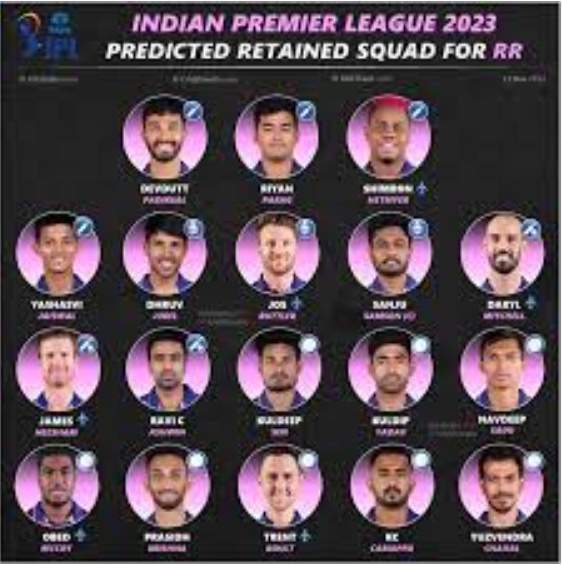 INDIAN PREMIER LEAGUE 2023
IPL
PREDICTED RETAINED SQUAD FOR RR
DEVDUTT
PADIKKAL
RIYAN
PARAG
SHIMRON
HETMYER
YASHASVI
JAISWAL
DHRUV
JUREL
JOS
BUTTLER
SANJU
SAMSON (C)
DARYL
MITCHELL
JAMES
NEESHAM
RAVI C
ASHWIN
KULDEEP
SEN
KULDIP
YADAV
NAVDEEP
SAINI
OBED
MCCOY
PRASIDH
KRISHNA
TRENT
BOULT
KC
CARIAPPA
YUZVENDRA
CHAHAL